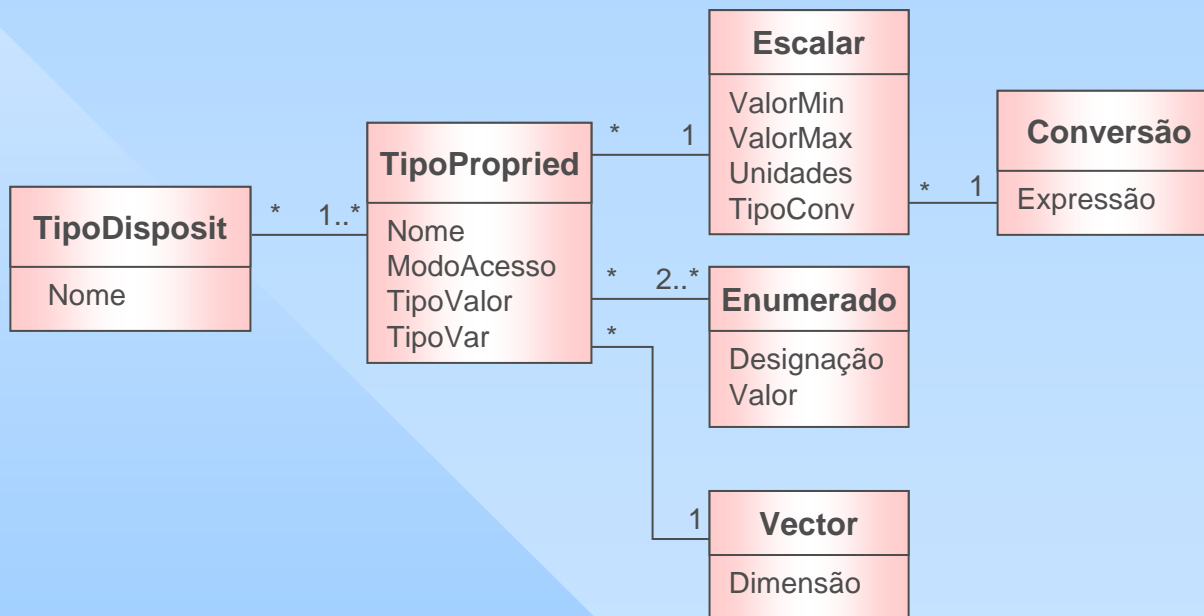 TipoDisposit
Nome
* 1..*
TipoPropried
Nome
ModoAcesso
TipoValor
TipoVar
* 1
Escalar
ValorMin
ValorMax
Unidades
TipoConv
* 1
Conversão
Expressão
* 2..*
Enumerado
Designação
Valor
*
1
Vector
Dimensão